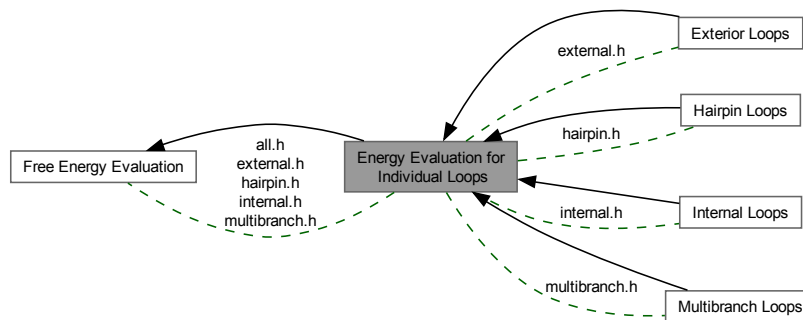 Exterior Loops
external.h
Hairpin Loops
hairpin.h
all.h
external.h
hairpin.h
internal.h
multibranch.h
Free Energy Evaluation
Energy Evaluation for
Individual Loops
internal.h
Internal Loops
multibranch.h
Multibranch Loops